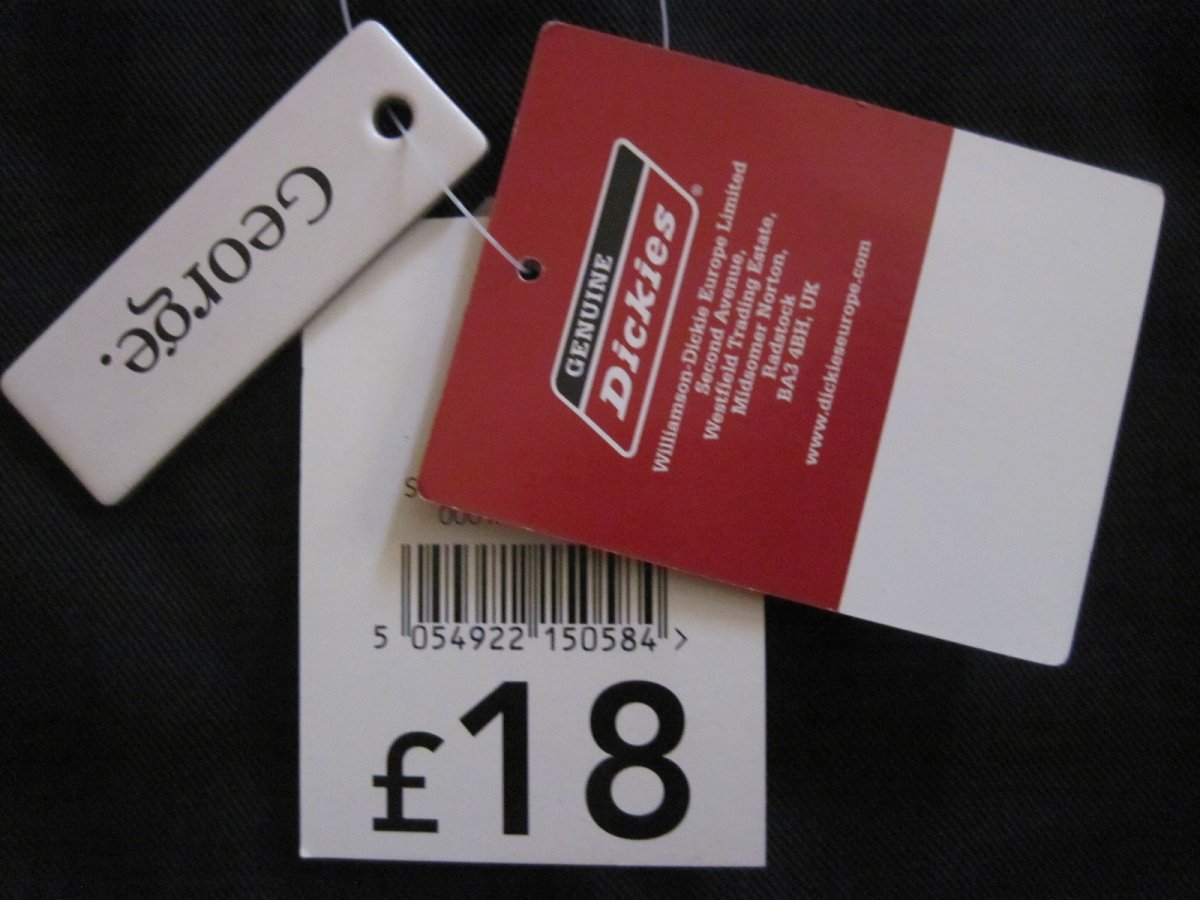 George.
GENUINE
Dickies®
Williamson-Dickie Europe Limited
Second Avenue,
Westfield Trading Estate,
Midsomer Norton,
Radstock
BA3 4BH, UK
www.dickieseurope.com
5 054922 150584 >
£18